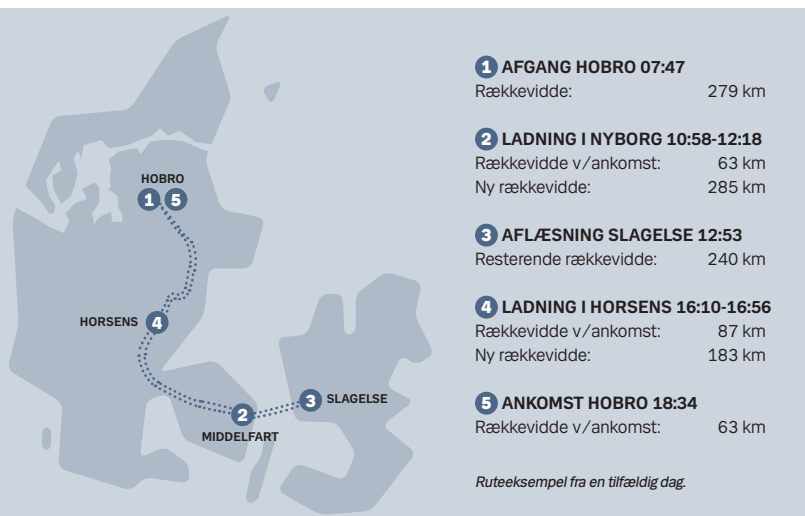 HOBRO
1 5
HORSENS 4
3 SLAGELSE
2
MIDDELFART
1 AFGANG HOBRO 07:47
Rækkevidde: 279 km
2 LADNING I NYBORG 10:58-12:18
Rækkevidde v/ankomst: 63 km
Ny rækkevidde: 285 km
3 AFLÆSNING SLAGELSE 12:53
Resterende rækkevidde: 240 km
4 LADNING I HORSENS 16:10-16:56
Rækkevidde v/ankomst: 87 km
Ny rækkevidde: 183 km
5 ANKOMST HOBRO 18:34
Rækkevidde v/ankomst: 63 km
Ruteeksempel fra en tilfældig dag.